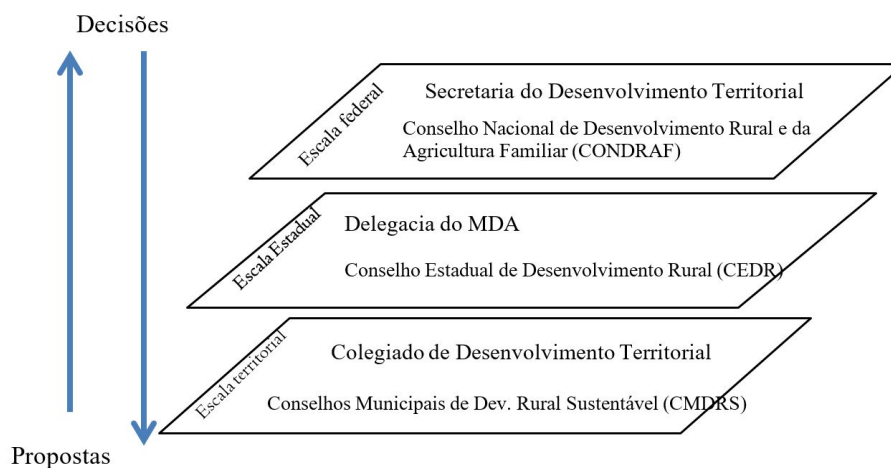 Decisões
Escala federal
Secretaria do Desenvolvimento Territorial
Conselho Nacional de Desenvolvimento Rural e da
Agricultura Familiar (CONDRAF)
Escala Estadual
Delegacia do MDA
Conselho Estadual de Desenvolvimento Rural (CEDR)
Escala territorial
Colegiado de Desenvolvimento Territorial
Conselhos Municipais de Dev. Rural Sustentável (CMDRS)
Propostas